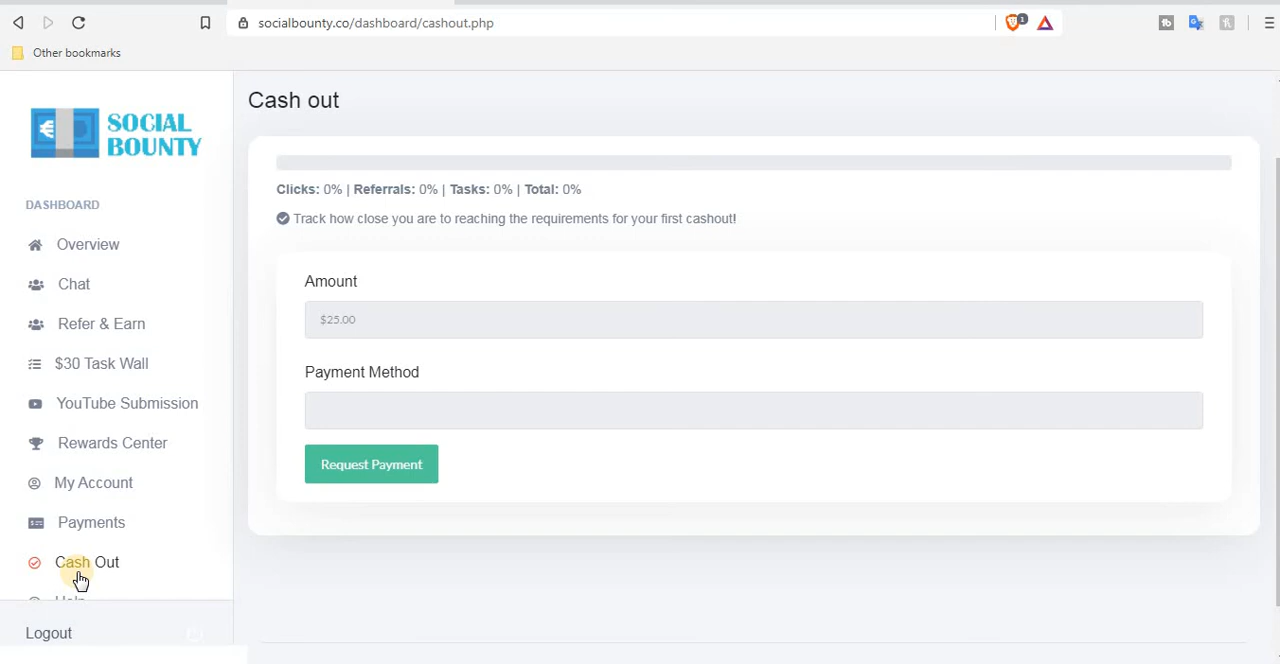 socialbounty.co/dashboard/cashout.php
1
Other bookmarks
SOCIAL
BOUNTY
DASHBOARD
Overview
Chat
Refer & Earn
$30 Task Wall
YouTube Submission
Rewards Center
My Account
Payments
Cash Out
Help
Logout
Cash out
Clicks: 0% | Referrals: 0% | Tasks: 0% | Total: 0%
Track how close you are to reaching the requirements for your first cashout!
Amount
$25.00
Payment Method
Request Payment